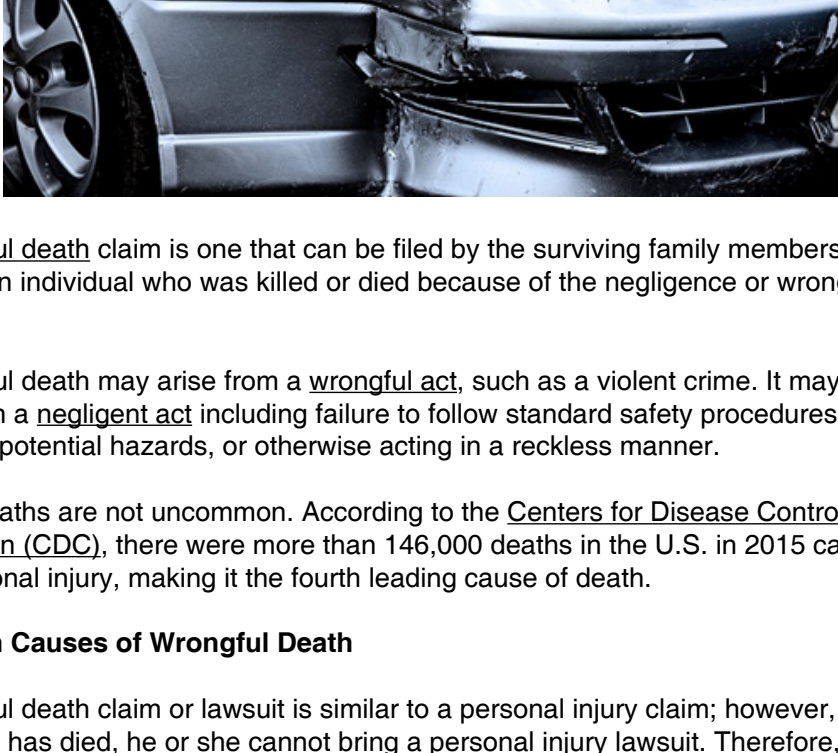 ul death claim is one that can be filed by the surviving family members
n individual who was killed or died because of the negligence or wron
ul death may arise from a wrongful act, such as a violent crime. It may
n a negligent act including failure to follow standard safety procedures
potential hazards, or otherwise acting in a reckless manner.
aths are not uncommon. According to the Centers for Disease Contro
n (CDC), there were more than 146,000 deaths in the U.S. in 2015 ca
onal injury, making it the fourth leading cause of death.
n Causes of Wrongful Death
ul death claim or lawsuit is similar to a personal injury claim; however,
has died, he or she cannot bring a personal injury lawsuit. Therefore